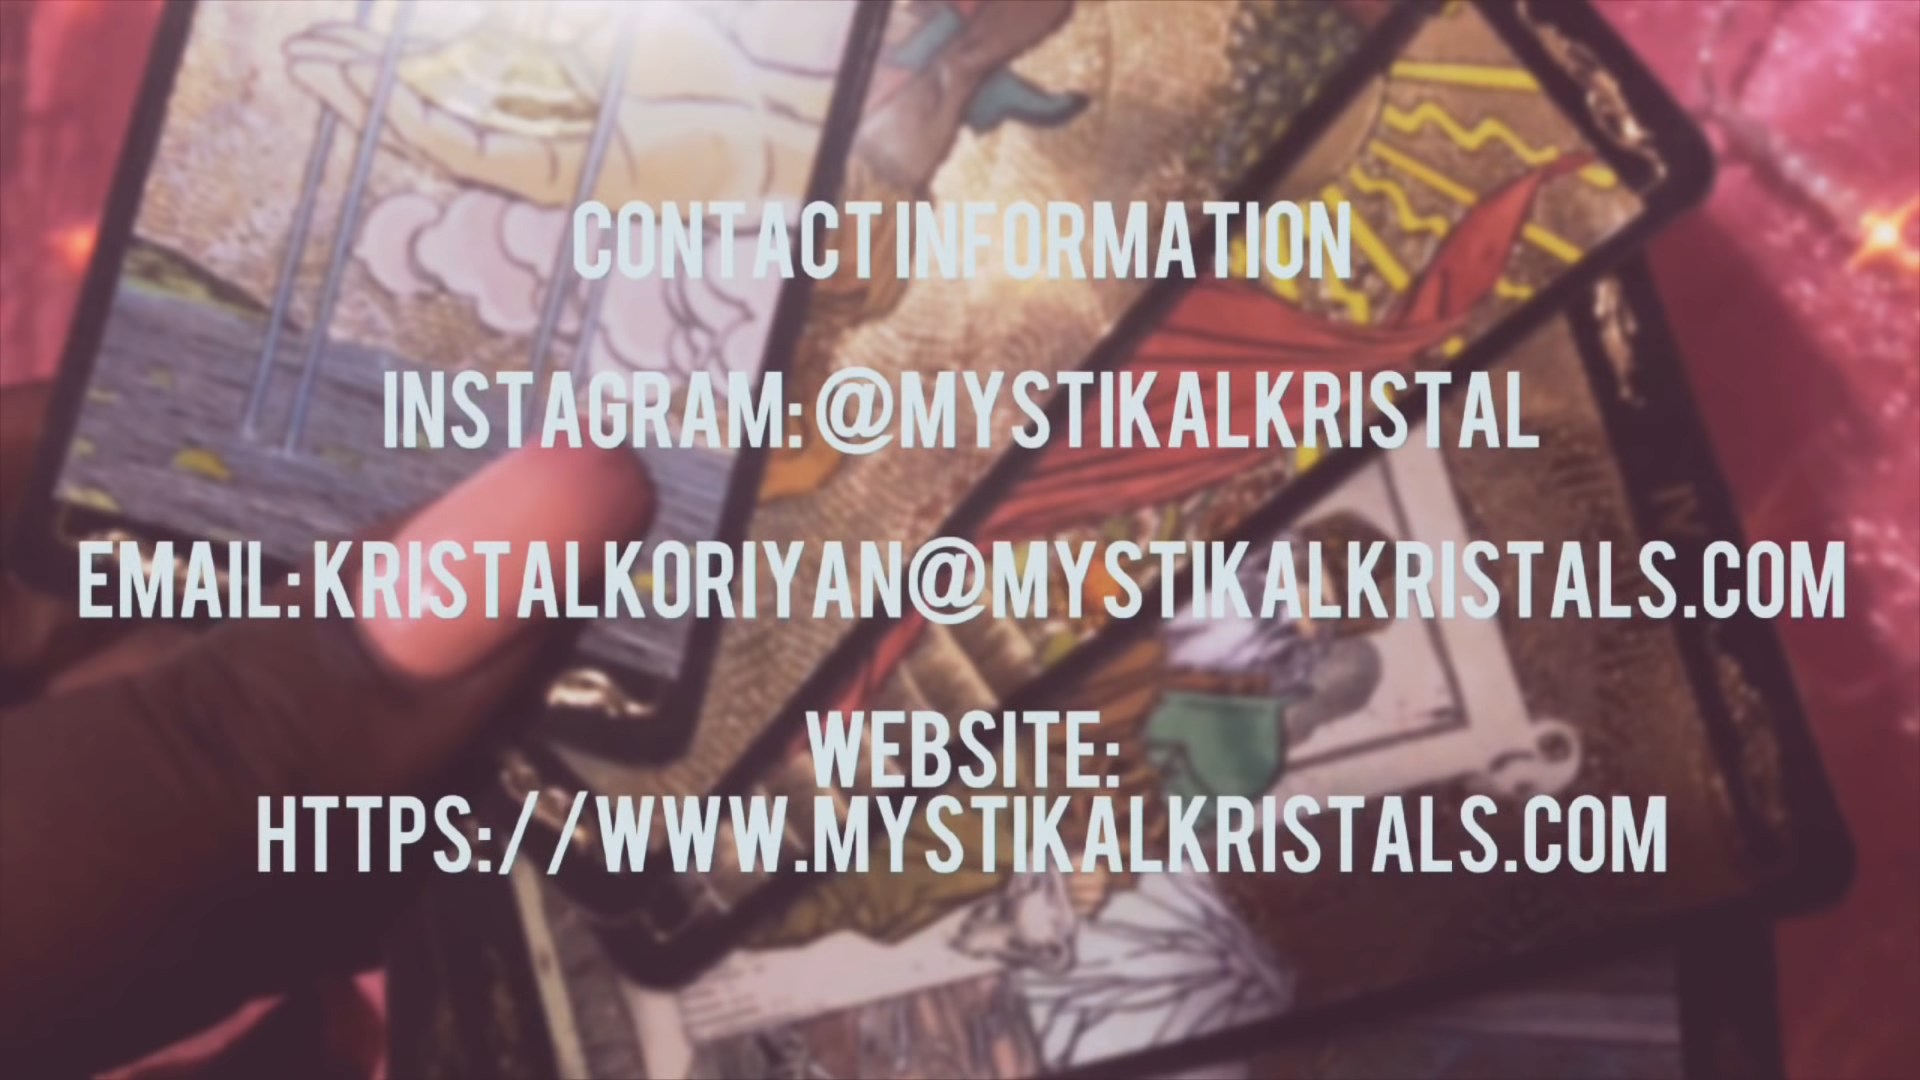 CONTACT INFORMATION
INSTAGRAM: @MYSTIKALKRISTAL
EMAIL: KRISTALKORIYAN@MYSTIKALKRISTALS.COM
WEBSITE:
HTTPS://WWW.MYSTIKALKRISTALS.COM